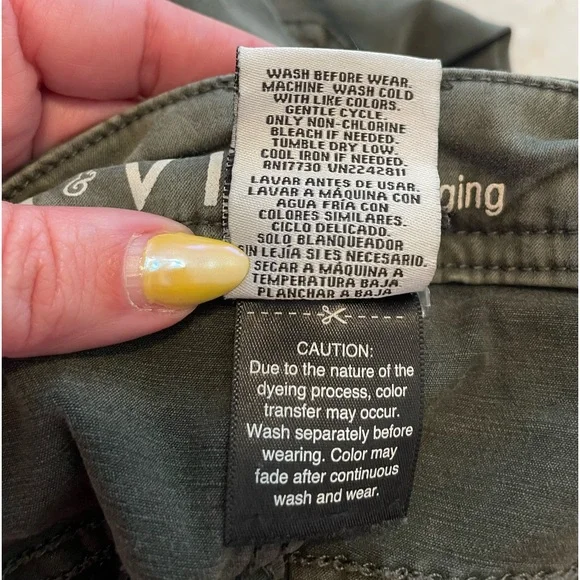 WASH BEFORE WEAR.
MACHINE WASH COLD
WITH LIKE COLORS.
GENTLE CYCLE.
ONLY NON-CHLORINE
BLEACH IF NEEDED.
TUMBLE DRY LOW.
COOL IRON IF NEEDED.
RN17730 VN2242811
LAVAR ANTES DE USAR.
LAVAR A MÁQUINA CON
AGUA FRÍA CON
COLORES SIMILARES.
CICLO DELICADO.
SOLO BLANQUEADOR
SIN LEJÍA SI ES NECESARIO.
SECAR A MÁQUINA A
TEMPERATURA BAJA.
PLANCHAR A BAJA
& VI
ging
CAUTION:
Due to the nature of the
dyeing process, color
transfer may occur.
Wash separately before
wearing. Color may
fade after continuous
wash and wear.